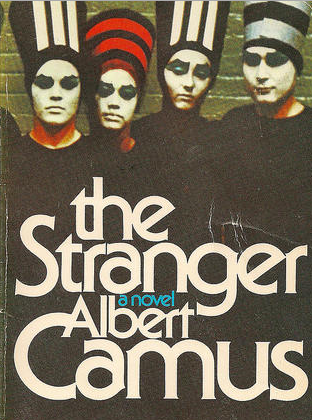 the
Stranger
a novel
Albert
Camus